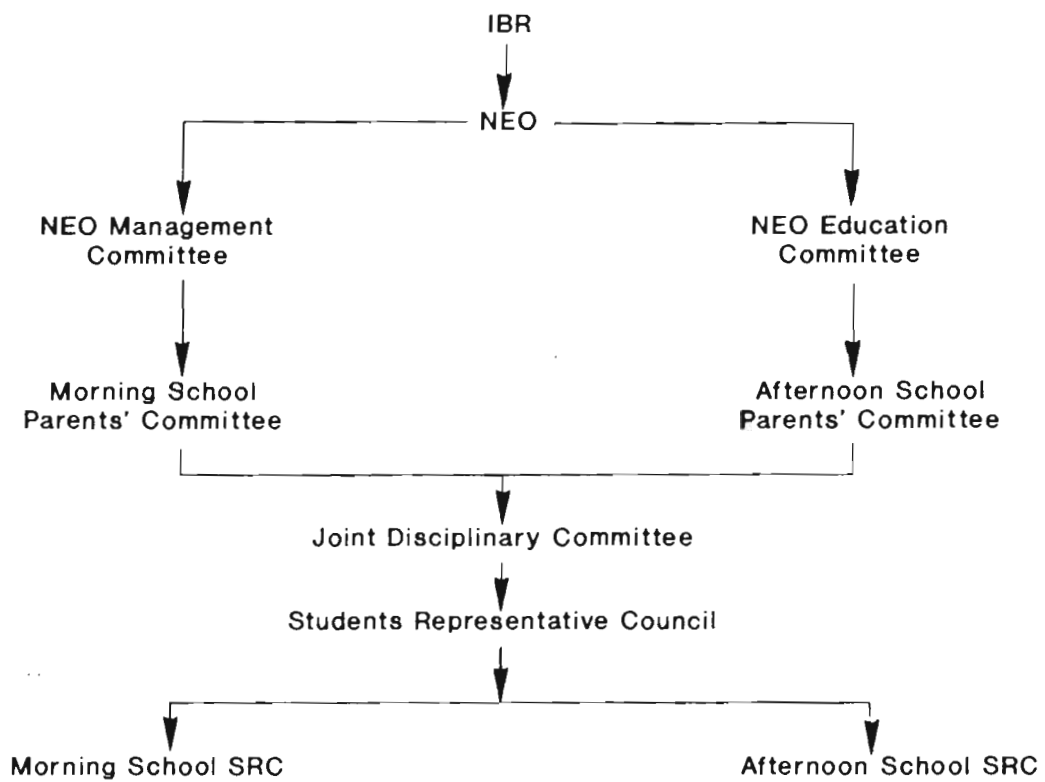 IBR
NEO
NEO Management
Committee
NEO Education
Committee
Morning School
Parents' Committee
Afternoon School
Parents' Committee
Joint Disciplinary Committee
Students Representative Council
Morning School SRC
Afternoon School SRC